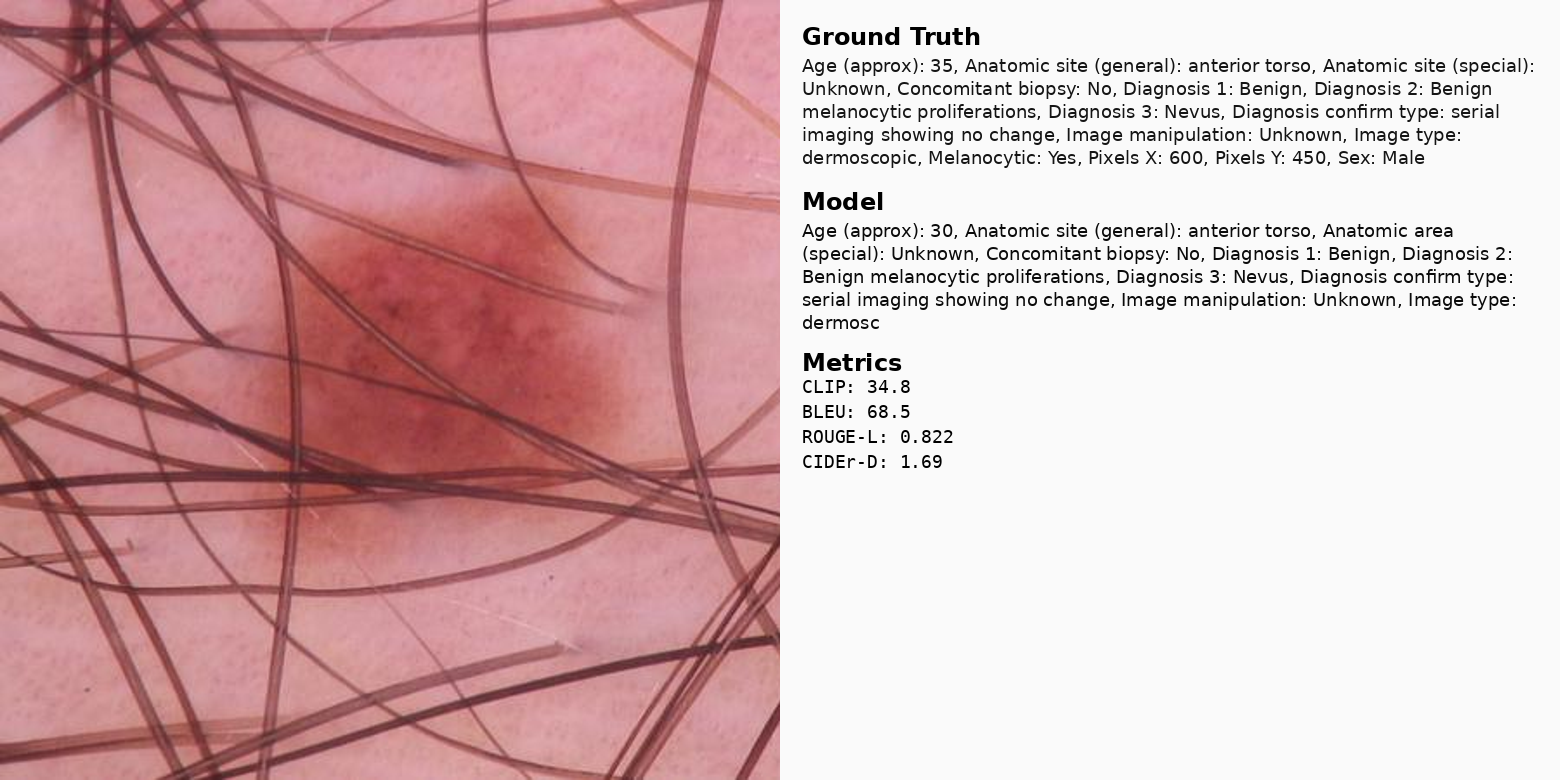 Ground Truth
Age (approx): 35, Anatomic site (general): anterior torso, Anatomic site (special):
Unknown, Concomitant biopsy: No, Diagnosis 1: Benign, Diagnosis 2: Benign
melanocytic proliferations, Diagnosis 3: Nevus, Diagnosis confirm type: serial
imaging showing no change, Image manipulation: Unknown, Image type:
dermoscopic, Melanocytic: Yes, Pixels X: 600, Pixels Y: 450, Sex: Male
Model
Age (approx): 30, Anatomic site (general): anterior torso, Anatomic area
(special): Unknown, Concomitant biopsy: No, Diagnosis 1: Benign, Diagnosis 2:
Benign melanocytic proliferations, Diagnosis 3: Nevus, Diagnosis confirm type:
serial imaging showing no change, Image manipulation: Unknown, Image type:
dermosc
Metrics
CLIP: 34.8
BLEU: 68.5
ROUGE-L: 0.822
CIDEr-D: 1.69